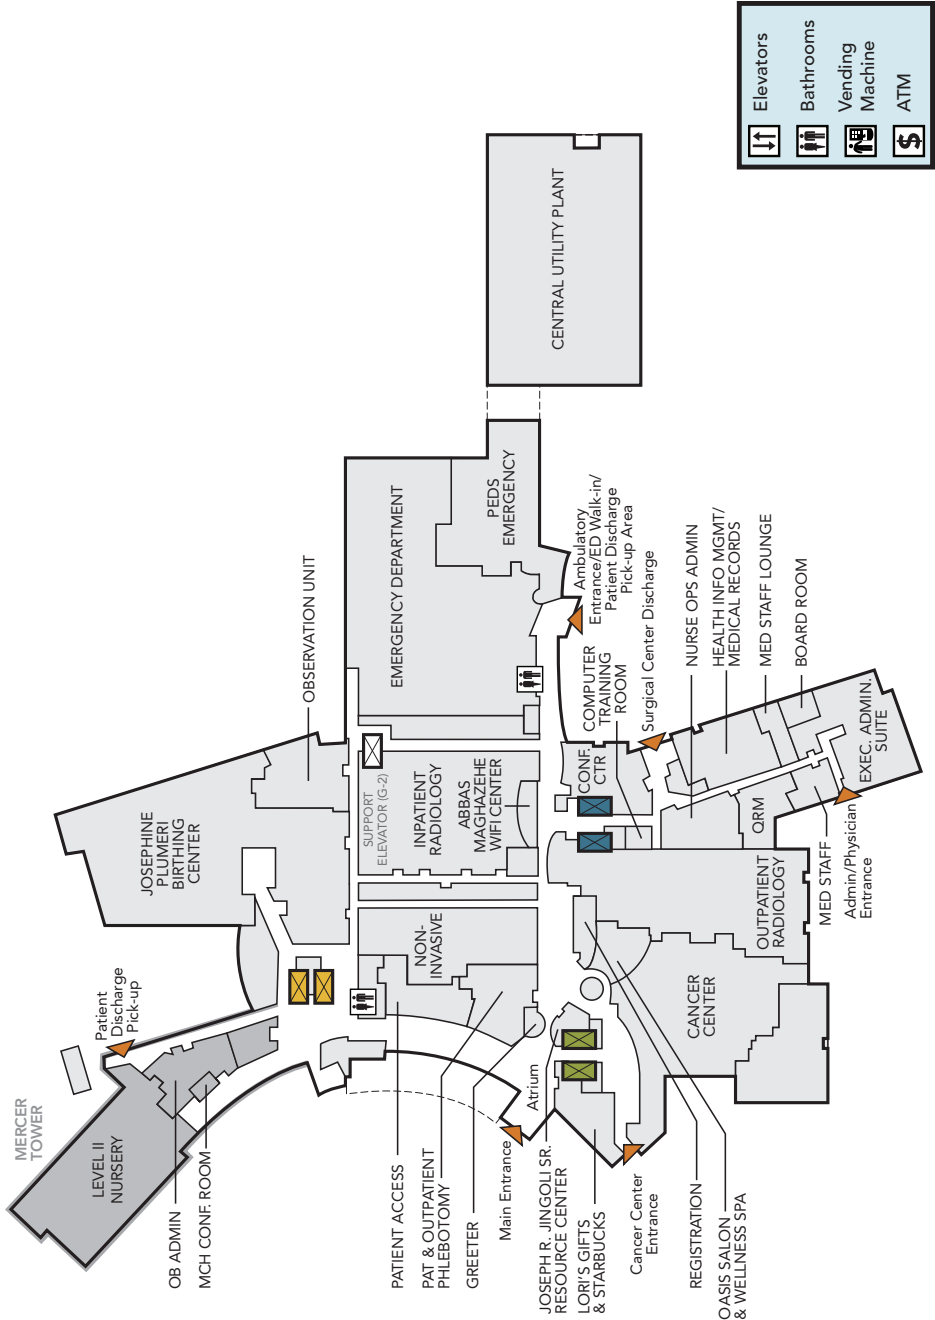 Elevators
Bathrooms
Vending
Machine
ATM
$
CENTRAL UTILITY PLANT
PEDS
EMERGENCY
EMERGENCY DEPARTMENT
Ambulatory
Entrance/ED Walk-in/
Patient Discharge
Pick-up Area
OBSERVATION UNIT
Surgical Center Discharge
NURSE OPS ADMIN
HEALTH INFO MGMT/
MEDICAL RECORDS
MED STAFF LOUNGE
BOARD ROOM
COMPUTER
TRAINING
ROOM
CONF.
CTR
EXEC. ADMIN.
SUITE
QRM
MED STAFF
Admin/Physician
Entrance
SUPPORT
ELEVATOR (G-2)
INPATIENT
RADIOLOGY
ABBAS
MAGHAZEHE
WIFI CENTER
JOSEPHINE
PLUMERI
BIRTHING
CENTER
OUTPATIENT
RADIOLOGY
NON-
INVASIVE
CANCER
CENTER
Patient
Discharge
Pick-up
Atrium
MERCER
TOWER
LEVEL II
NURSERY
OB ADMIN
MCH CONF. ROOM
PATIENT ACCESS
PAT & OUTPATIENT
PHLEBOTOMY
GREETER
Main Entrance
JOSEPH R. JINGOLI SR.
RESOURCE CENTER
LORI'S GIFTS
& STARBUCKS
Cancer Center
Entrance
REGISTRATION
OASIS SALON
& WELLNESS SPA